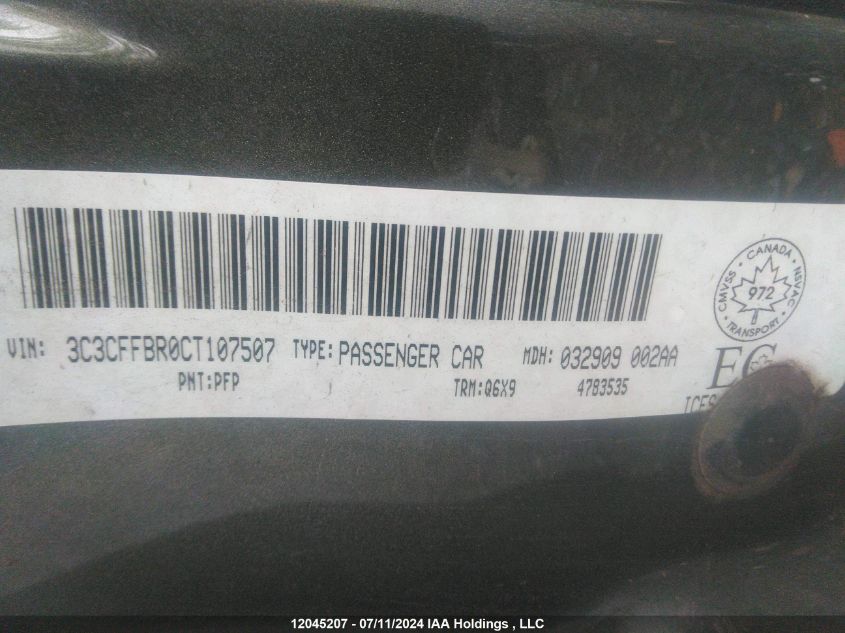 CMVSS · CANADA · NSVAC
972
TRANSPORT
VIN: 3C3CFFBR0CT107507 TYPE: PASSENGER CAR MDH: 032909 002AA
PNT:PFP TRM:Q6X9 4783535
12045207 - 07/11/2024 IAA Holdings , LLC